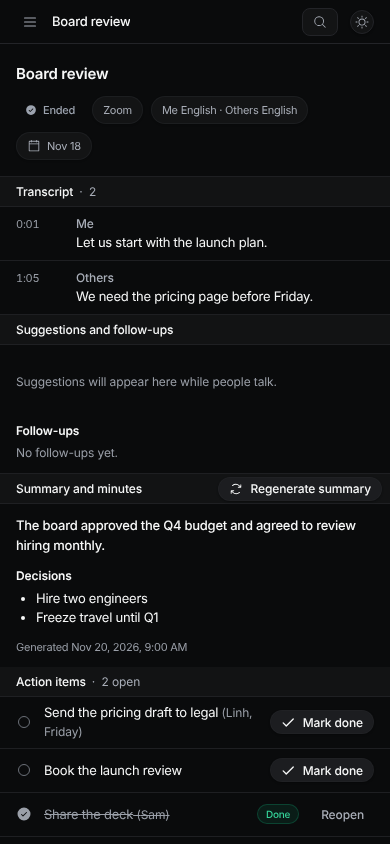 Board review
Board review
Ended
Zoom
Me English · Others English
Nov 18
Transcript · 2
0:01
Me
Let us start with the launch plan.
1:05
Others
We need the pricing page before Friday.
Suggestions and follow-ups
Suggestions will appear here while people talk.
Follow-ups
No follow-ups yet.
Summary and minutes
Regenerate summary
The board approved the Q4 budget and agreed to review
hiring monthly.
Decisions
• Hire two engineers
• Freeze travel until Q1
Generated Nov 20, 2026, 9:00 AM
Action items · 2 open
Send the pricing draft to legal (Linh,
Friday)
Mark done
Book the launch review
Mark done
Share the deck (Sam)
Done
Reopen